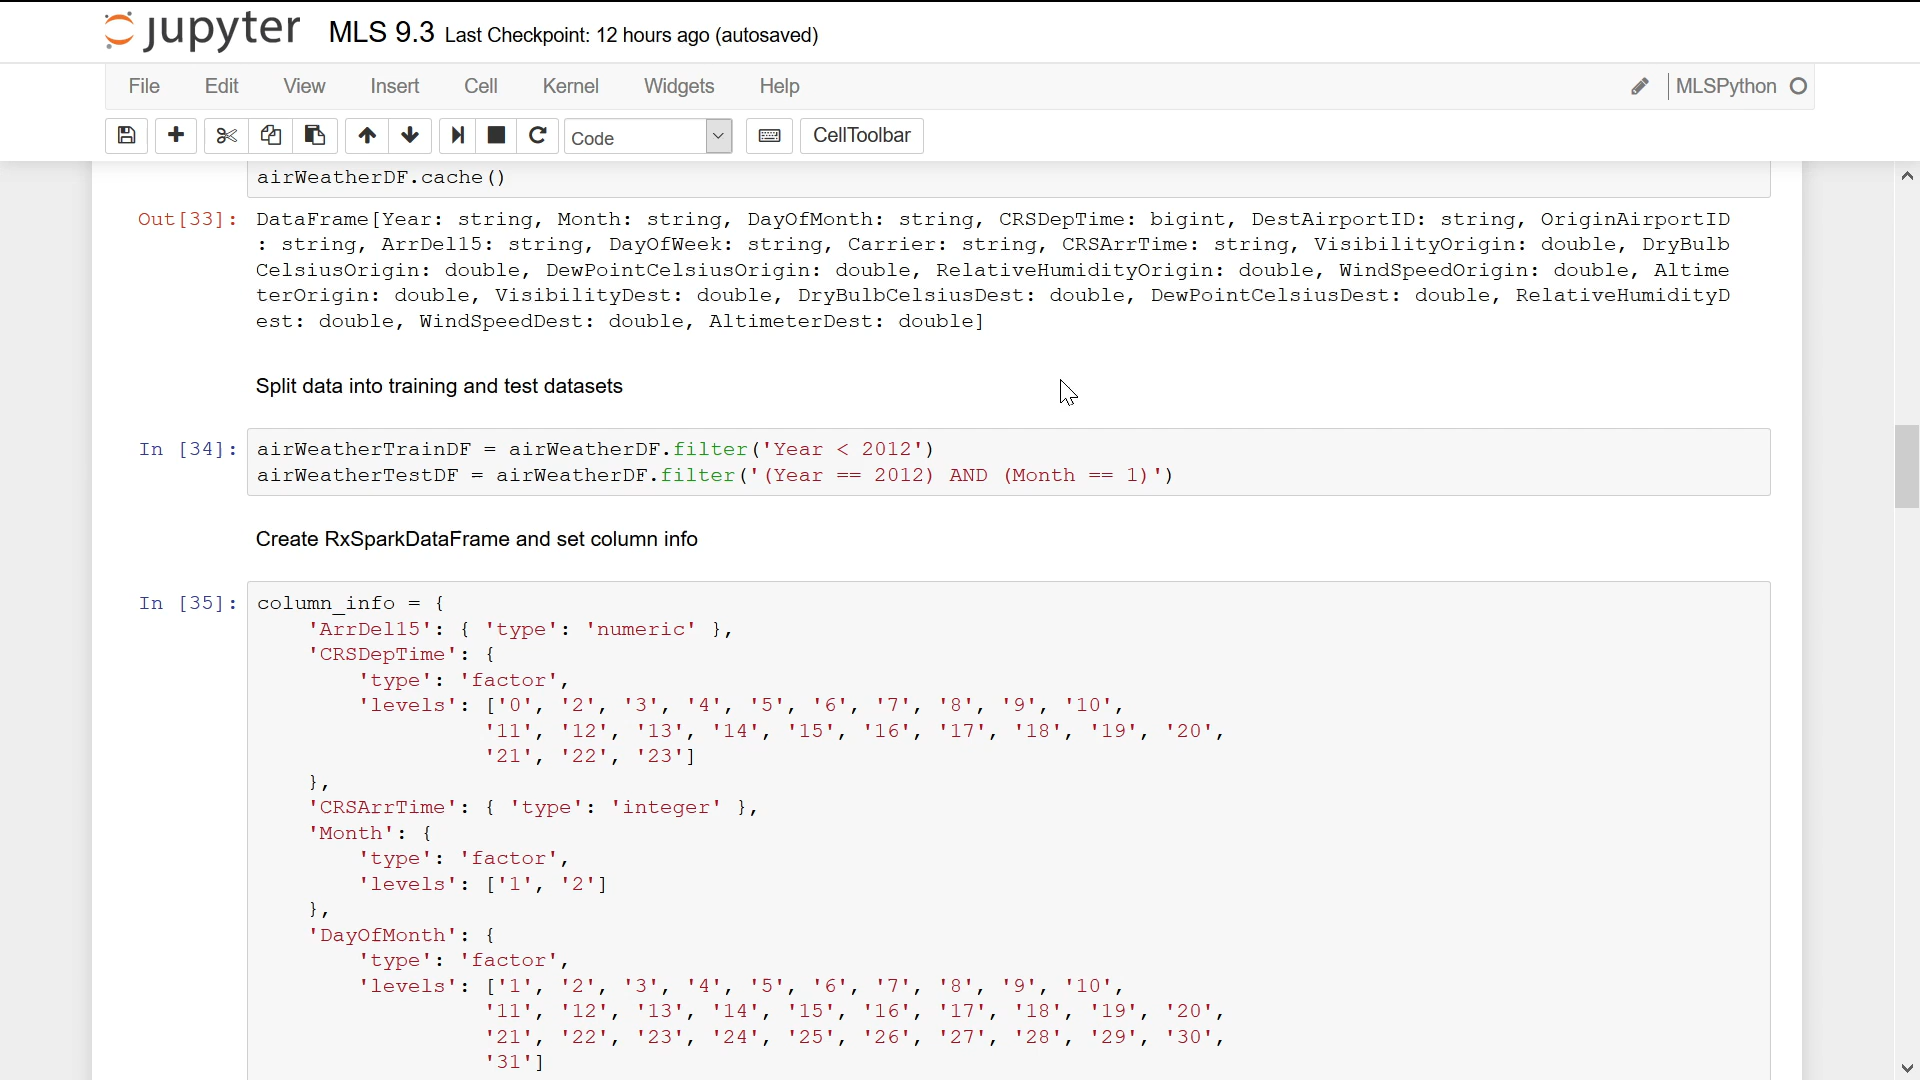 jupyter MLS 9.3 Last Checkpoint: 12 hours ago (autosaved)
File Edit View Insert Cell Kernel Widgets Help MLSPython
Code CellToolbar
airWeatherDF.cache()
Out[33]: DataFrame[Year: string, Month: string, DayOfMonth: string, CRSDepTime: bigint, DestAirportID: string, OriginAirportID
: string, ArrDel15: string, DayOfWeek: string, Carrier: string, CRSArrTime: string, VisibilityOrigin: double, DryBulb
CelsiusOrigin: double, DewPointCelsiusOrigin: double, RelativeHumidityOrigin: double, WindSpeedOrigin: double, Altime
terOrigin: double, VisibilityDest: double, DryBulbCelsiusDest: double, DewPointCelsiusDest: double, RelativeHumidityD
est: double, WindSpeedDest: double, AltimeterDest: double]
Split data into training and test datasets
In [34]: airWeatherTrainDF = airWeatherDF.filter('Year < 2012')
airWeatherTestDF = airWeatherDF.filter('(Year == 2012) AND (Month == 1)')
Create RxSparkDataFrame and set column info
In [35]: column_info = {
'ArrDel15': { 'type': 'numeric' },
'CRSDepTime': {
'type': 'factor',
'levels': ['0', '2', '3', '4', '5', '6', '7', '8', '9', '10',
'11', '12', '13', '14', '15', '16', '17', '18', '19', '20',
'21', '22', '23']
},
'CRSArrTime': { 'type': 'integer' },
'Month': {
'type': 'factor',
'levels': ['1', '2']
},
'DayOfMonth': {
'type': 'factor',
'levels': ['1', '2', '3', '4', '5', '6', '7', '8', '9', '10',
'11', '12', '13', '14', '15', '16', '17', '18', '19', '20',
'21', '22', '23', '24', '25', '26', '27', '28', '29', '30',
'31']